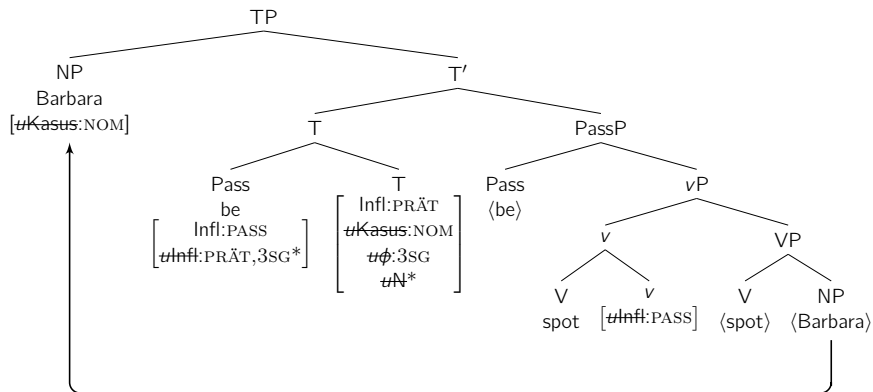 TP
NP
Barbara
[uKasus:NOM]
T′
T
PassP
Pass
be
[Infl:PASS
uInfl:PRÄT,3SG*]
T
[Infl:PRÄT
uKasus:NOM
uϕ:3SG
uN*]
Pass
⟨be⟩
vP
v
VP
V
spot
v
[uInfl:PASS]
V
⟨spot⟩
NP
⟨Barbara⟩